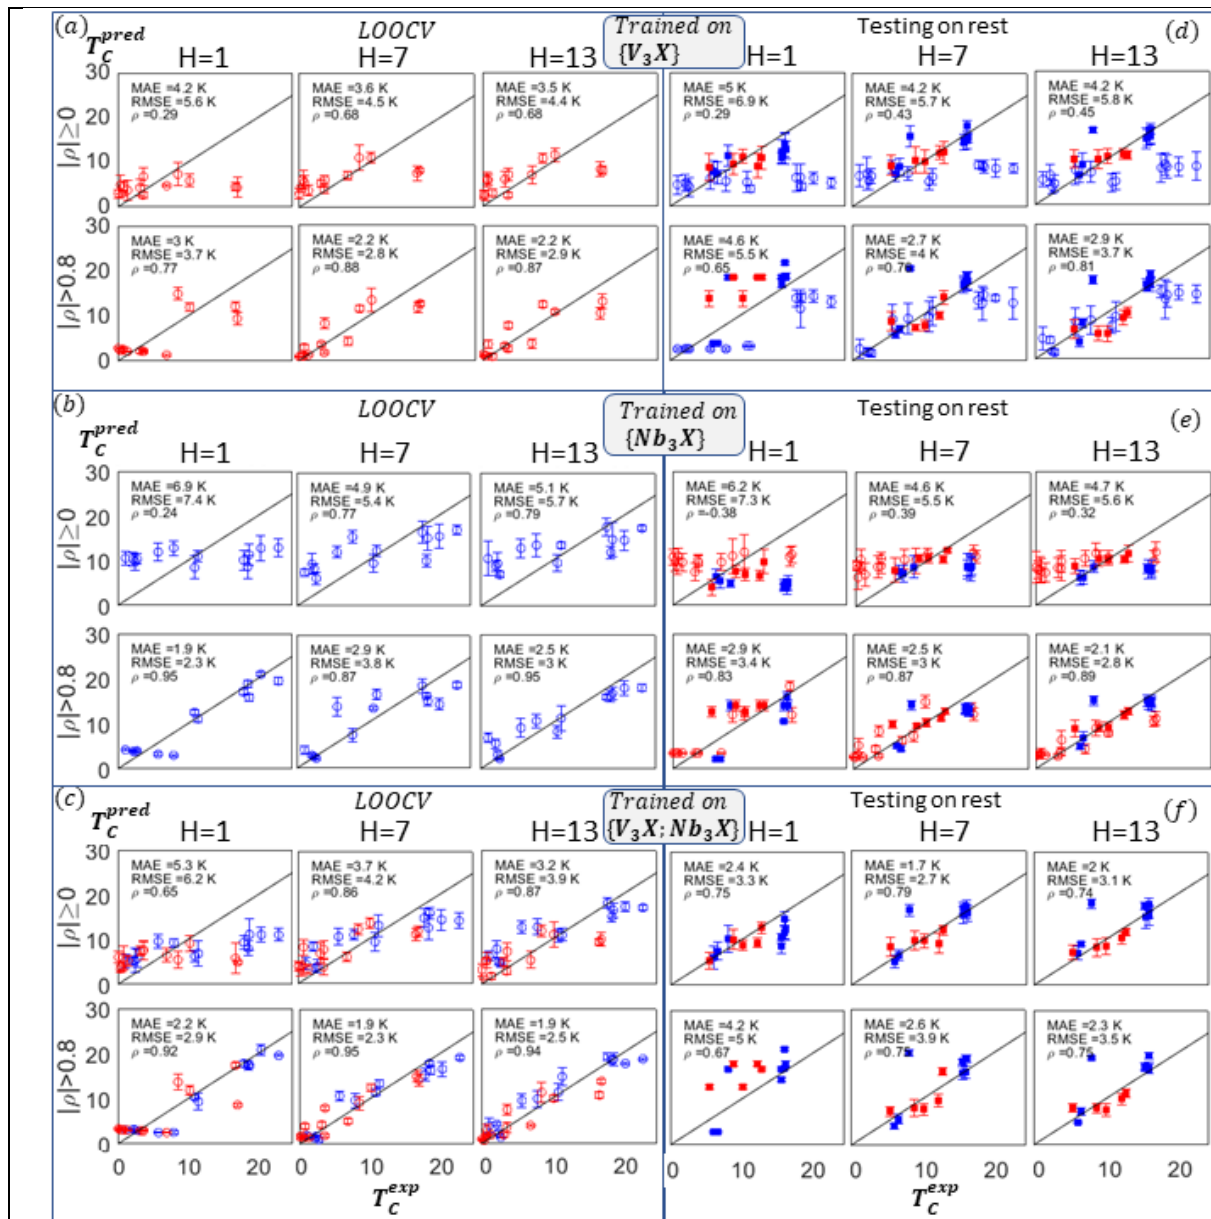 (a) LOOCV Trained on {V₃X} Testing on rest (d)
T_C^pred H=1 H=7 H=13 H=1 H=7 H=13
|ρ|≥0
30
20
10
0
MAE =4.2 K
RMSE =5.6 K
ρ =0.29
MAE =3.6 K
RMSE =4.5 K
ρ =0.68
MAE =3.5 K
RMSE =4.4 K
ρ =0.68
MAE =5 K
RMSE =6.9 K
ρ =0.29
MAE =4.2 K
RMSE =5.7 K
ρ =0.43
MAE =4.2 K
RMSE =5.8 K
ρ =0.45
|ρ|>0.8
30
20
10
0
MAE =3 K
RMSE =3.7 K
ρ =0.77
MAE =2.2 K
RMSE =2.8 K
ρ =0.88
MAE =2.2 K
RMSE =2.9 K
ρ =0.87
MAE =4.6 K
RMSE =5.5 K
ρ =0.65
MAE =2.7 K
RMSE =4 K
MAE =2.9 K
RMSE =3.7 K
ρ =0.81
(b) LOOCV Trained on {Nb₃X} Testing on rest (e)
T_C^pred H=1 H=7 H=13 H=1 H=7 H=13
|ρ|≥0
30
20
10
0
MAE =6.9 K
RMSE =7.4 K
ρ =0.24
MAE =4.9 K
RMSE =5.4 K
ρ =0.77
MAE =5.1 K
RMSE =5.7 K
ρ =0.79
MAE =6.2 K
RMSE =7.3 K
ρ =-0.38
MAE =4.6 K
RMSE =5.5 K
ρ =0.39
MAE =4.7 K
RMSE =5.6 K
ρ =0.32
|ρ|>0.8
30
20
10
0
MAE =1.9 K
RMSE =2.3 K
ρ =0.95
MAE =2.9 K
RMSE =3.8 K
ρ =0.87
MAE =2.5 K
RMSE =3 K
ρ =0.95
MAE =2.9 K
RMSE =3.4 K
ρ =0.83
MAE =2.5 K
RMSE =3 K
ρ =0.87
MAE =2.1 K
RMSE =2.8 K
ρ =0.89
(c) LOOCV Trained on {V₃X; Nb₃X} Testing on rest (f)
T_C^pred H=1 H=7 H=13 H=1 H=7 H=13
|ρ|≥0
30
20
10
0
MAE =5.3 K
RMSE =6.2 K
ρ =0.65
MAE =3.7 K
RMSE =4.2 K
ρ =0.86
MAE =3.2 K
RMSE =3.9 K
ρ =0.87
MAE =2.4 K
RMSE =3.3 K
ρ =0.75
MAE =1.7 K
RMSE =2.7 K
ρ =0.79
MAE =2 K
RMSE =3.1 K
ρ =0.74
|ρ|>0.8
30
20
10
0
MAE =2.2 K
RMSE =2.9 K
ρ =0.92
MAE =1.9 K
RMSE =2.3 K
ρ =0.95
MAE =1.9 K
RMSE =2.5 K
ρ =0.94
MAE =4.2 K
RMSE =5 K
ρ =0.67
MAE =2.6 K
RMSE =3.9 K
ρ =0.75
MAE =2.3 K
RMSE =3.5 K
ρ =0.75
0 10 20 0 10 20 0 10 20 0 10 20 0 10 20 0 10 20
T_C^exp T_C^exp